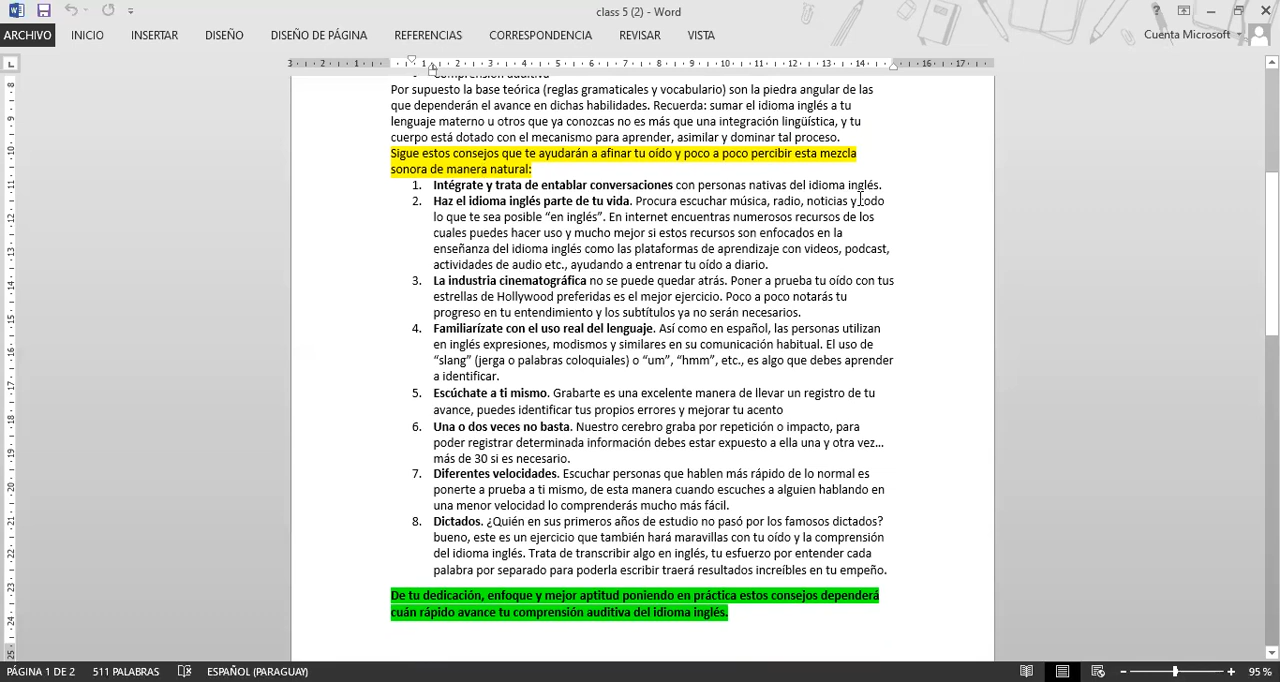 class 5 (2) - Word
ARCHIVO INICIO INSERTAR DISEÑO DISEÑO DE PÁGINA REFERENCIAS CORRESPONDENCIA REVISAR VISTA Cuenta Microsoft
3 2 1 1 2 3 4 5 6 7 8 9 10 11 12 13 14 16 17
Comprensión auditiva
Por supuesto la base teórica (reglas gramaticales y vocabulario) son la piedra angular de las
que dependerán el avance en dichas habilidades. Recuerda: sumar el idioma inglés a tu
lenguaje materno u otros que ya conozcas no es más que una integración lingüística, y tu
cuerpo está dotado con el mecanismo para aprender, asimilar y dominar tal proceso.
Sigue estos consejos que te ayudarán a afinar tu oído y poco a poco percibir esta mezcla
sonora de manera natural:
1. Intégrate y trata de entablar conversaciones con personas nativas del idioma inglés.
2. Haz el idioma inglés parte de tu vida. Procura escuchar música, radio, noticias y todo
lo que te sea posible “en inglés”. En internet encuentras numerosos recursos de los
cuales puedes hacer uso y mucho mejor si estos recursos son enfocados en la
enseñanza del idioma inglés como las plataformas de aprendizaje con videos, podcast,
actividades de audio etc., ayudando a entrenar tu oído a diario.
3. La industria cinematográfica no se puede quedar atrás. Poner a prueba tu oído con tus
estrellas de Hollywood preferidas es el mejor ejercicio. Poco a poco notarás tu
progreso en tu entendimiento y los subtítulos ya no serán necesarios.
4. Familiarízate con el uso real del lenguaje. Así como en español, las personas utilizan
en inglés expresiones, modismos y similares en su comunicación habitual. El uso de
“slang” (jerga o palabras coloquiales) o “um”, “hmm”, etc., es algo que debes aprender
a identificar.
5. Escúchate a ti mismo. Grabarte es una excelente manera de llevar un registro de tu
avance, puedes identificar tus propios errores y mejorar tu acento
6. Una o dos veces no basta. Nuestro cerebro graba por repetición o impacto, para
poder registrar determinada información debes estar expuesto a ella una y otra vez…
más de 30 si es necesario.
7. Diferentes velocidades. Escuchar personas que hablen más rápido de lo normal es
ponerte a prueba a ti mismo, de esta manera cuando escuches a alguien hablando en
una menor velocidad lo comprenderás mucho más fácil.
8. Dictados. ¿Quién en sus primeros años de estudio no pasó por los famosos dictados?
bueno, este es un ejercicio que también hará maravillas con tu oído y la comprensión
del idioma inglés. Trata de transcribir algo en inglés, tu esfuerzo por entender cada
palabra por separado para poderla escribir traerá resultados increíbles en tu empeño.
De tu dedicación, enfoque y mejor aptitud poniendo en práctica estos consejos dependerá
cuán rápido avance tu comprensión auditiva del idioma inglés.
PÁGINA 1 DE 2 511 PALABRAS ESPAÑOL (PARAGUAY) 95 %